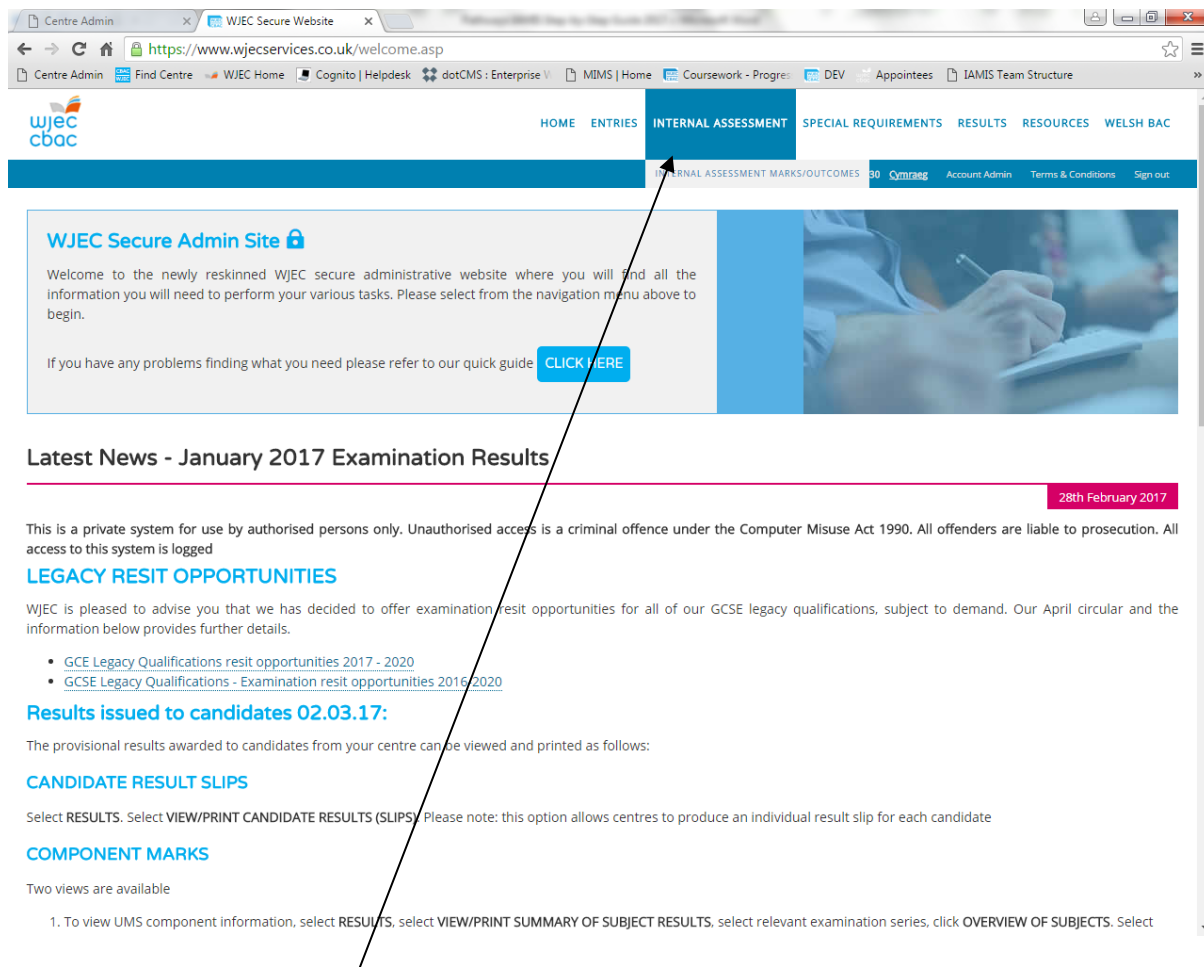 Centre Admin
WJEC Secure Website
https://www.wjecservices.co.uk/welcome.asp
Centre Admin Find Centre WJEC Home Cognito | Helpdesk dotCMS : Enterprise MIMS | Home Coursework - Progres DEV Appointees IAMIS Team Structure »
wjec
cbac
HOME ENTRIES INTERNAL ASSESSMENT SPECIAL REQUIREMENTS RESULTS RESOURCES WELSH BAC
INTERNAL ASSESSMENT MARKS/OUTCOMES 30 Cymraeg Account Admin Terms & Conditions Sign out
WJEC Secure Admin Site
Welcome to the newly reskinned WJEC secure administrative website where you will find all the
information you will need to perform your various tasks. Please select from the navigation menu above to
begin.
If you have any problems finding what you need please refer to our quick guide CLICK HERE
Latest News - January 2017 Examination Results
28th February 2017
This is a private system for use by authorised persons only. Unauthorised access is a criminal offence under the Computer Misuse Act 1990. All offenders are liable to prosecution. All
access to this system is logged
LEGACY RESIT OPPORTUNITIES
WJEC is pleased to advise you that we has decided to offer examination resit opportunities for all of our GCSE legacy qualifications, subject to demand. Our April circular and the
information below provides further details.
• GCE Legacy Qualifications resit opportunities 2017 - 2020
• GCSE Legacy Qualifications - Examination resit opportunities 2016-2020
Results issued to candidates 02.03.17:
The provisional results awarded to candidates from your centre can be viewed and printed as follows:
CANDIDATE RESULT SLIPS
Select RESULTS. Select VIEW/PRINT CANDIDATE RESULTS (SLIPS). Please note: this option allows centres to produce an individual result slip for each candidate
COMPONENT MARKS
Two views are available
1. To view UMS component information, select RESULTS, select VIEW/PRINT SUMMARY OF SUBJECT RESULTS, select relevant examination series, click OVERVIEW OF SUBJECTS. Select